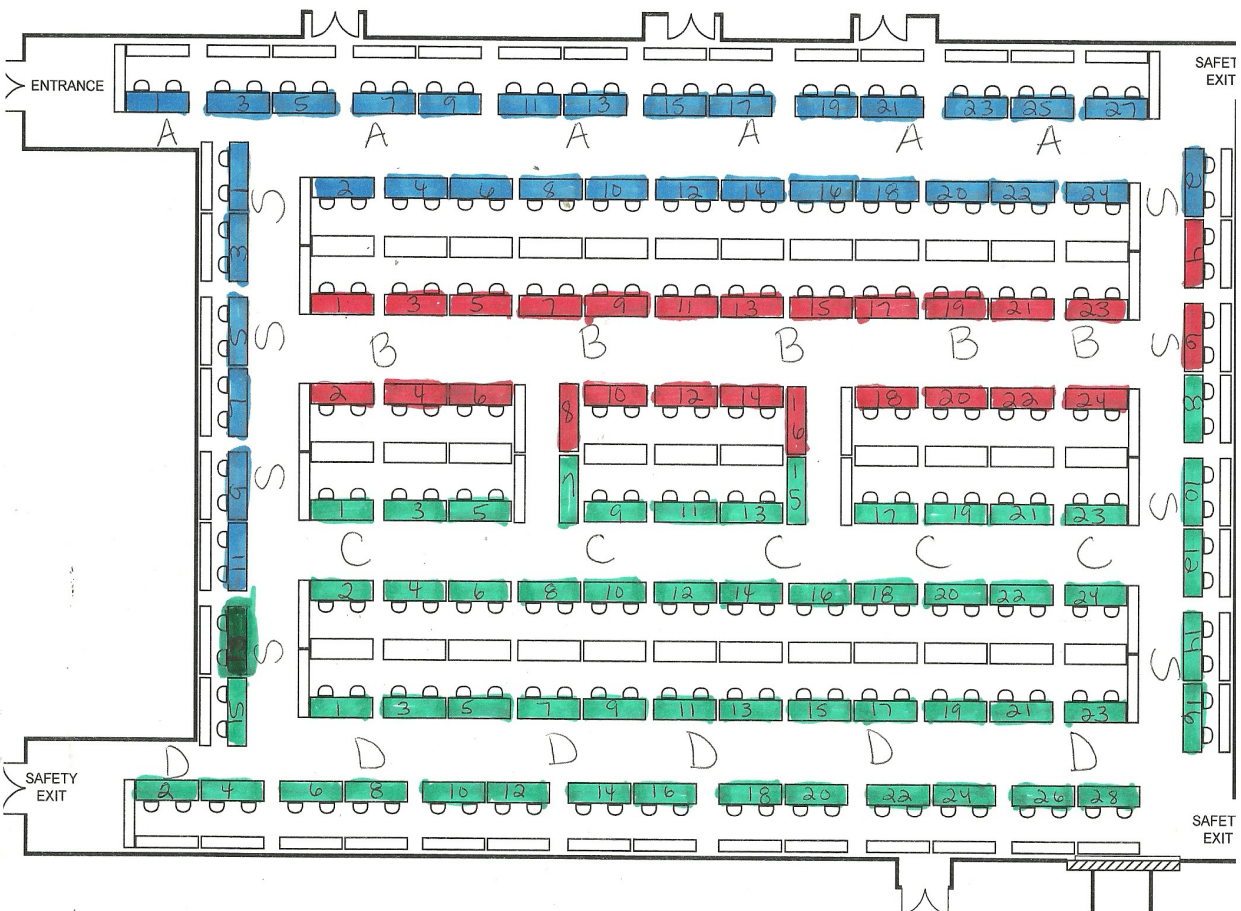 SAFET
EXIT
ENTRANCE
1 3 5 7 9 11 13 15 17 19 21 23 25 27
A A A A A A
2 4 6 8 10 12 14 16 18 20 22 24
1 3 5 7 9 11 13 15 17 19 21 23
B B B B B
2 4 6 8 10 12 14 16 18 20 22 24
1 3 5 7 9 11 13 15 17 19 21 23
C C C C C
2 4 6 8 10 12 14 16 18 20 22 24
1 3 5 7 9 11 13 15 17 19 21 23
D D D D D D
2 4 6 8 10 12 14 16 18 20 22 24 26 28
S S S S
1 3 5 7 9 11 13 15
S S S S
2 4 6 8 10 12 14 16
SAFETY
EXIT
SAFET
EXIT